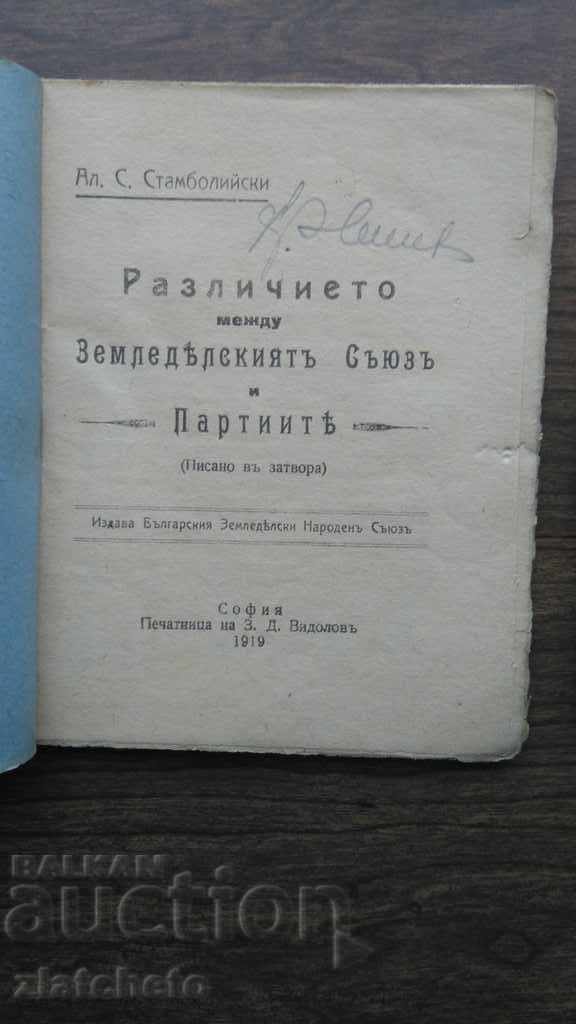 Ал. С. Стамболийски
Различието
между
Земледѣлскиятъ Съюзъ
и
Партиитѣ
(Писано въ затвора)
Издава Българския Земледѣлски Народенъ Съюзъ
София
Печатница на З. Д. Видоловъ
1919
BALKAN
auction
zlatcheto